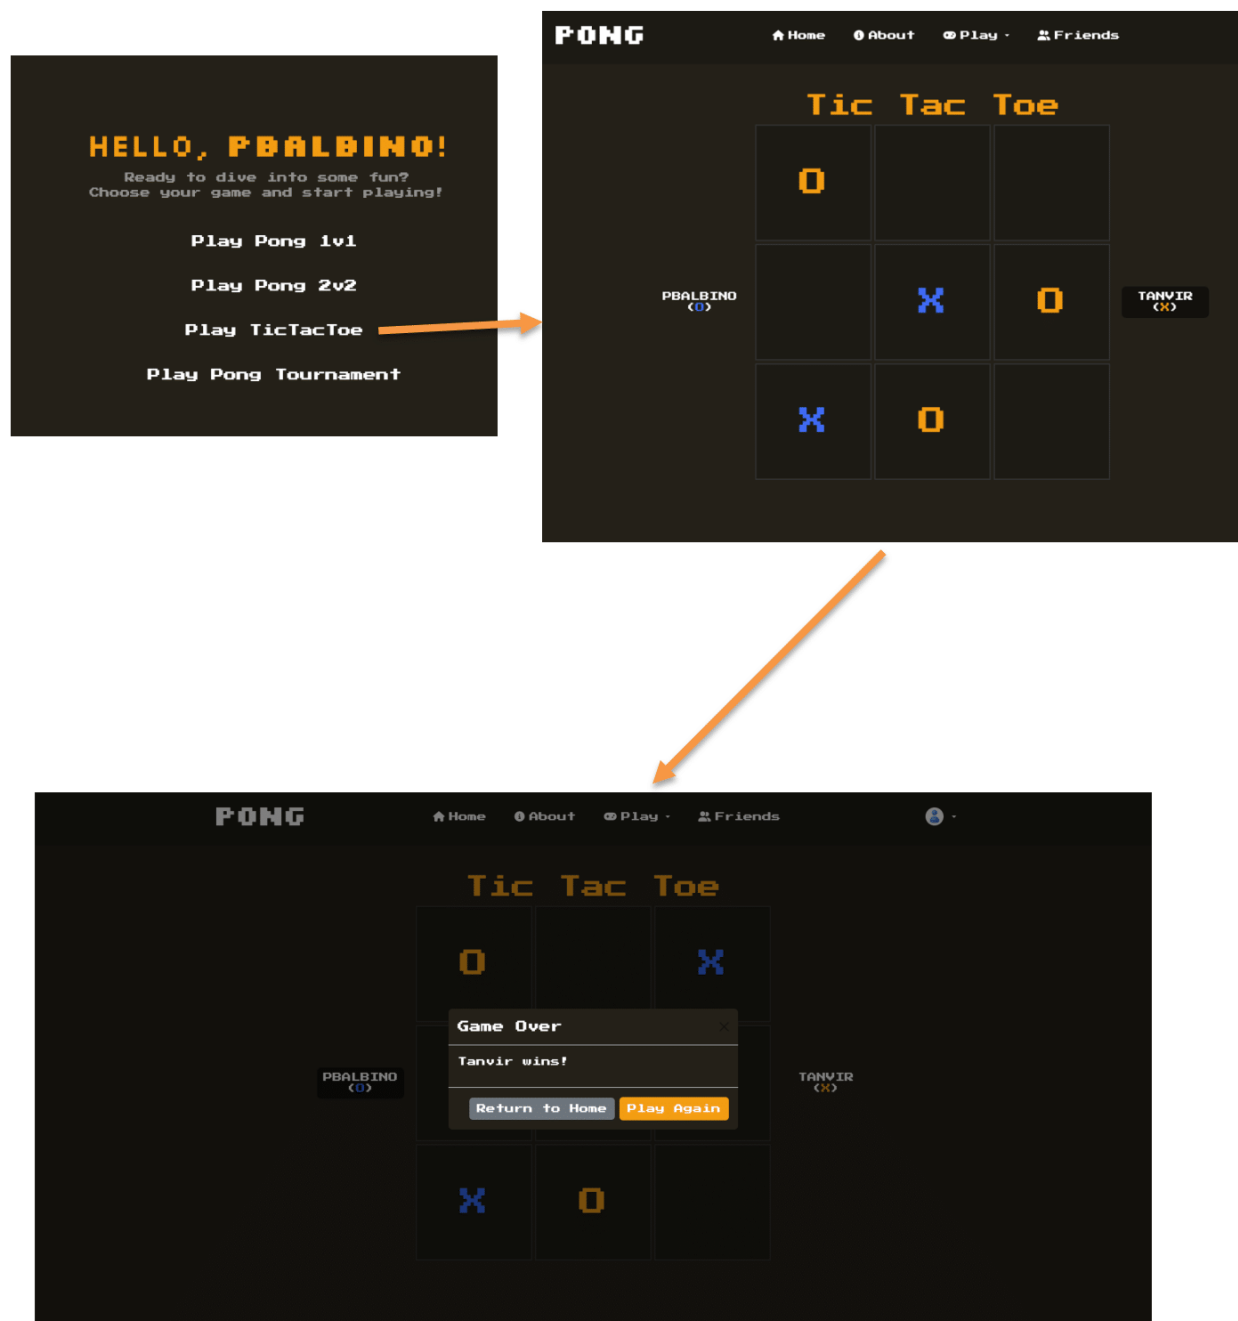 HELLO, PBALBINO!
Ready to dive into some fun?
Choose your game and start playing!
Play Pong 1v1
Play Pong 2v2
Play TicTacToe
Play Pong Tournament
PONG Home About Play Friends
Tic Tac Toe
O
PBALBINO
(O)
X O
TANVIR
(X)
X O
PONG Home About Play Friends
Tic Tac Toe
O X
Game Over ×
Tanvir wins!
Return to Home Play Again
PBALBINO
(O)
TANVIR
(X)
X O